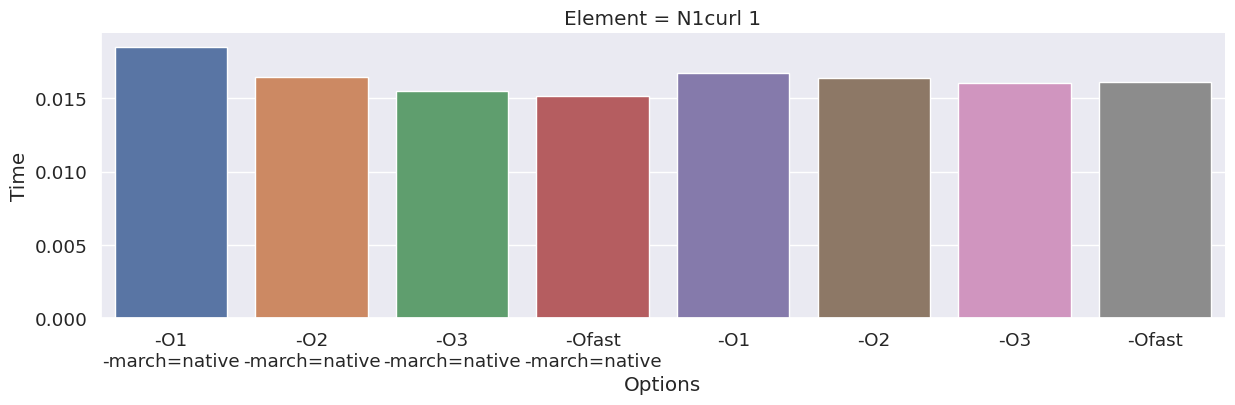 Element = N1curl 1
Time
0.015
0.010
0.005
0.000
-O1
-march=native
-O2
-march=native
-O3
-march=native
-Ofast
-march=native
-O1
-O2
-O3
-Ofast
Options